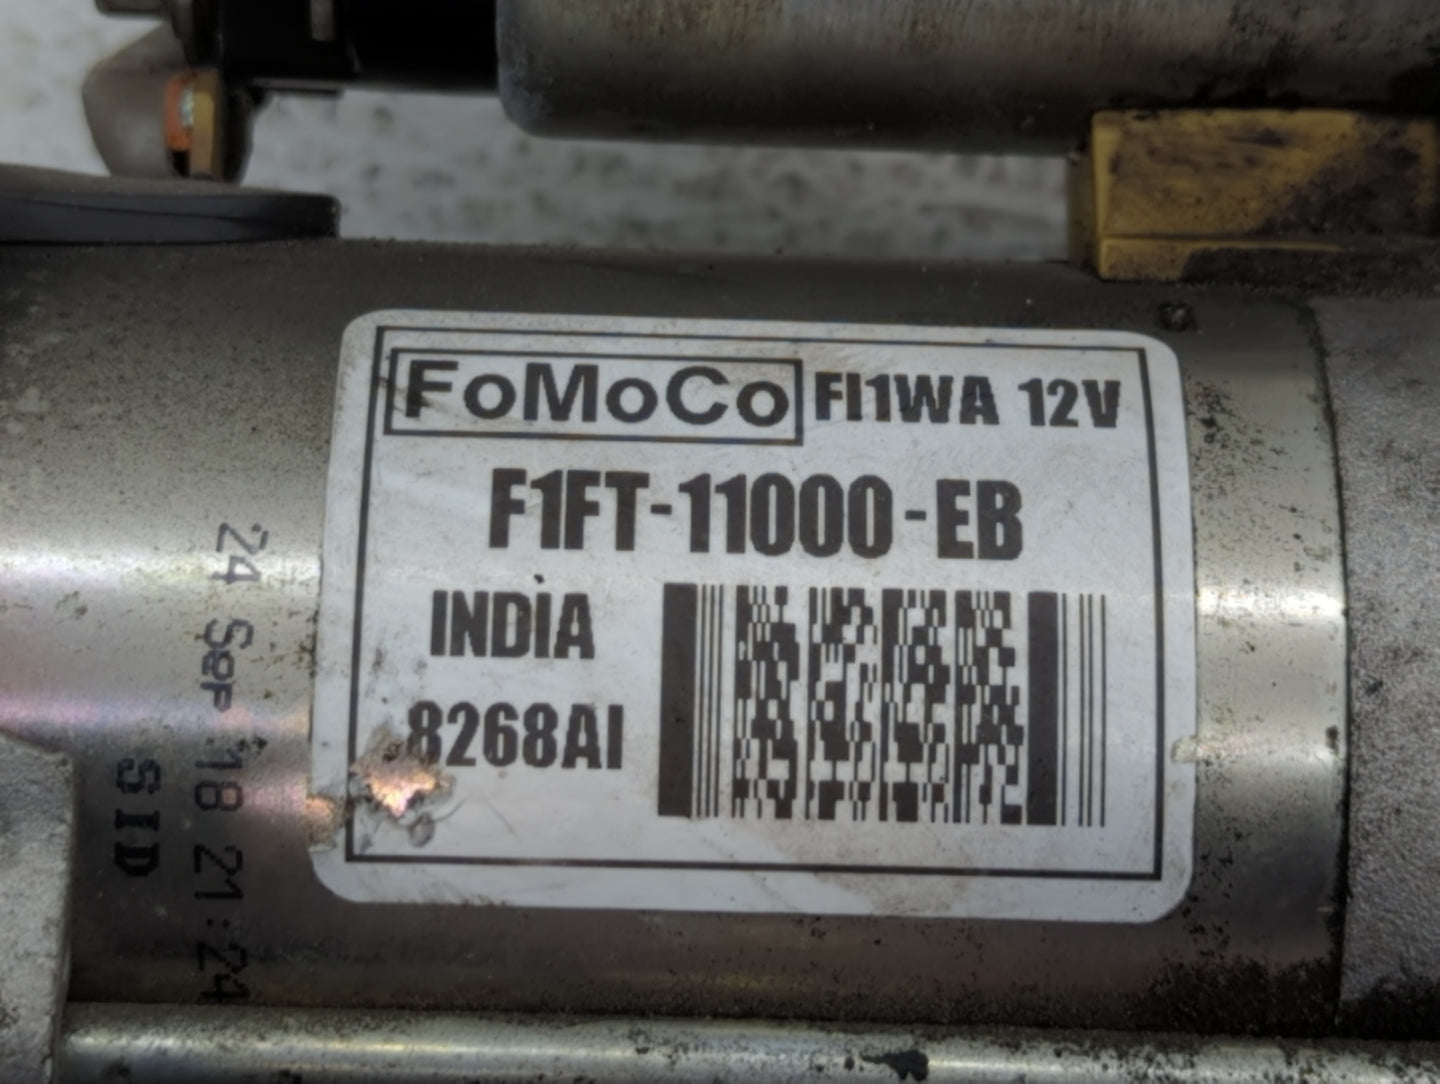 FoMoCo FI1WA 12V
F1FT-11000-EB
INDIA
8268AI
24 Sep '18 21:24
SID